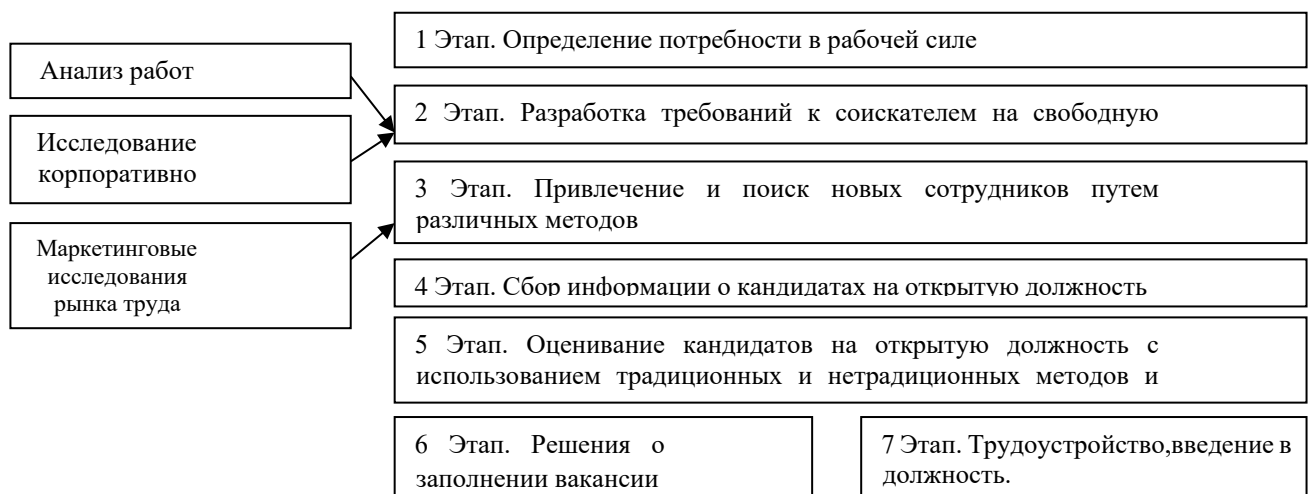 1 Этап. Определение потребности в рабочей силе
Анализ работ
2 Этап. Разработка требований к соискателем на свободную
Исследование
корпоративно
3 Этап. Привлечение и поиск новых сотрудников путем
различных методов
Маркетинговые
исследования
рынка труда
4 Этап. Сбор информации о кандидатах на открытую должность
5 Этап. Оценивание кандидатов на открытую должность с
использованием традиционных и нетрадиционных методов и
6 Этап. Решения о
заполнении вакансии
7 Этап. Трудоустройство,введение в
должность.